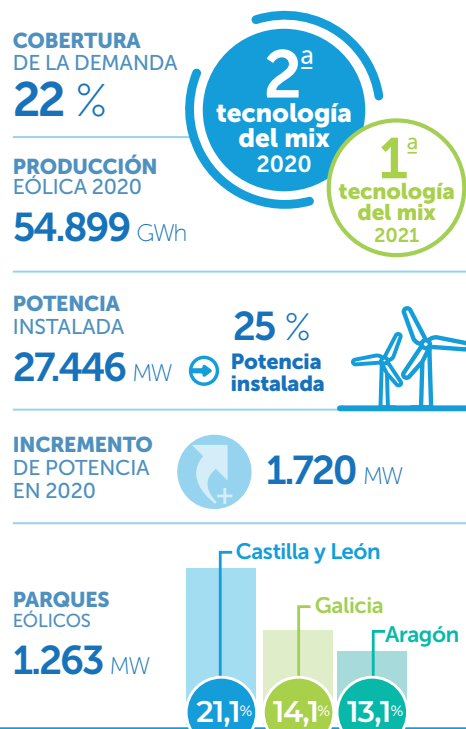 COBERTURA
DE LA DEMANDA
22 %
2ª
tecnología
del mix
2020
1ª
tecnología
del mix
2021
PRODUCCIÓN
EÓLICA 2020
54.899 GWh
POTENCIA
INSTALADA
27.446 MW
25 %
Potencia
instalada
INCREMENTO
DE POTENCIA
EN 2020
1.720 MW
PARQUES
EÓLICOS
1.263 MW
Castilla y León
Galicia
Aragón
21,1%
14,1%
13,1%